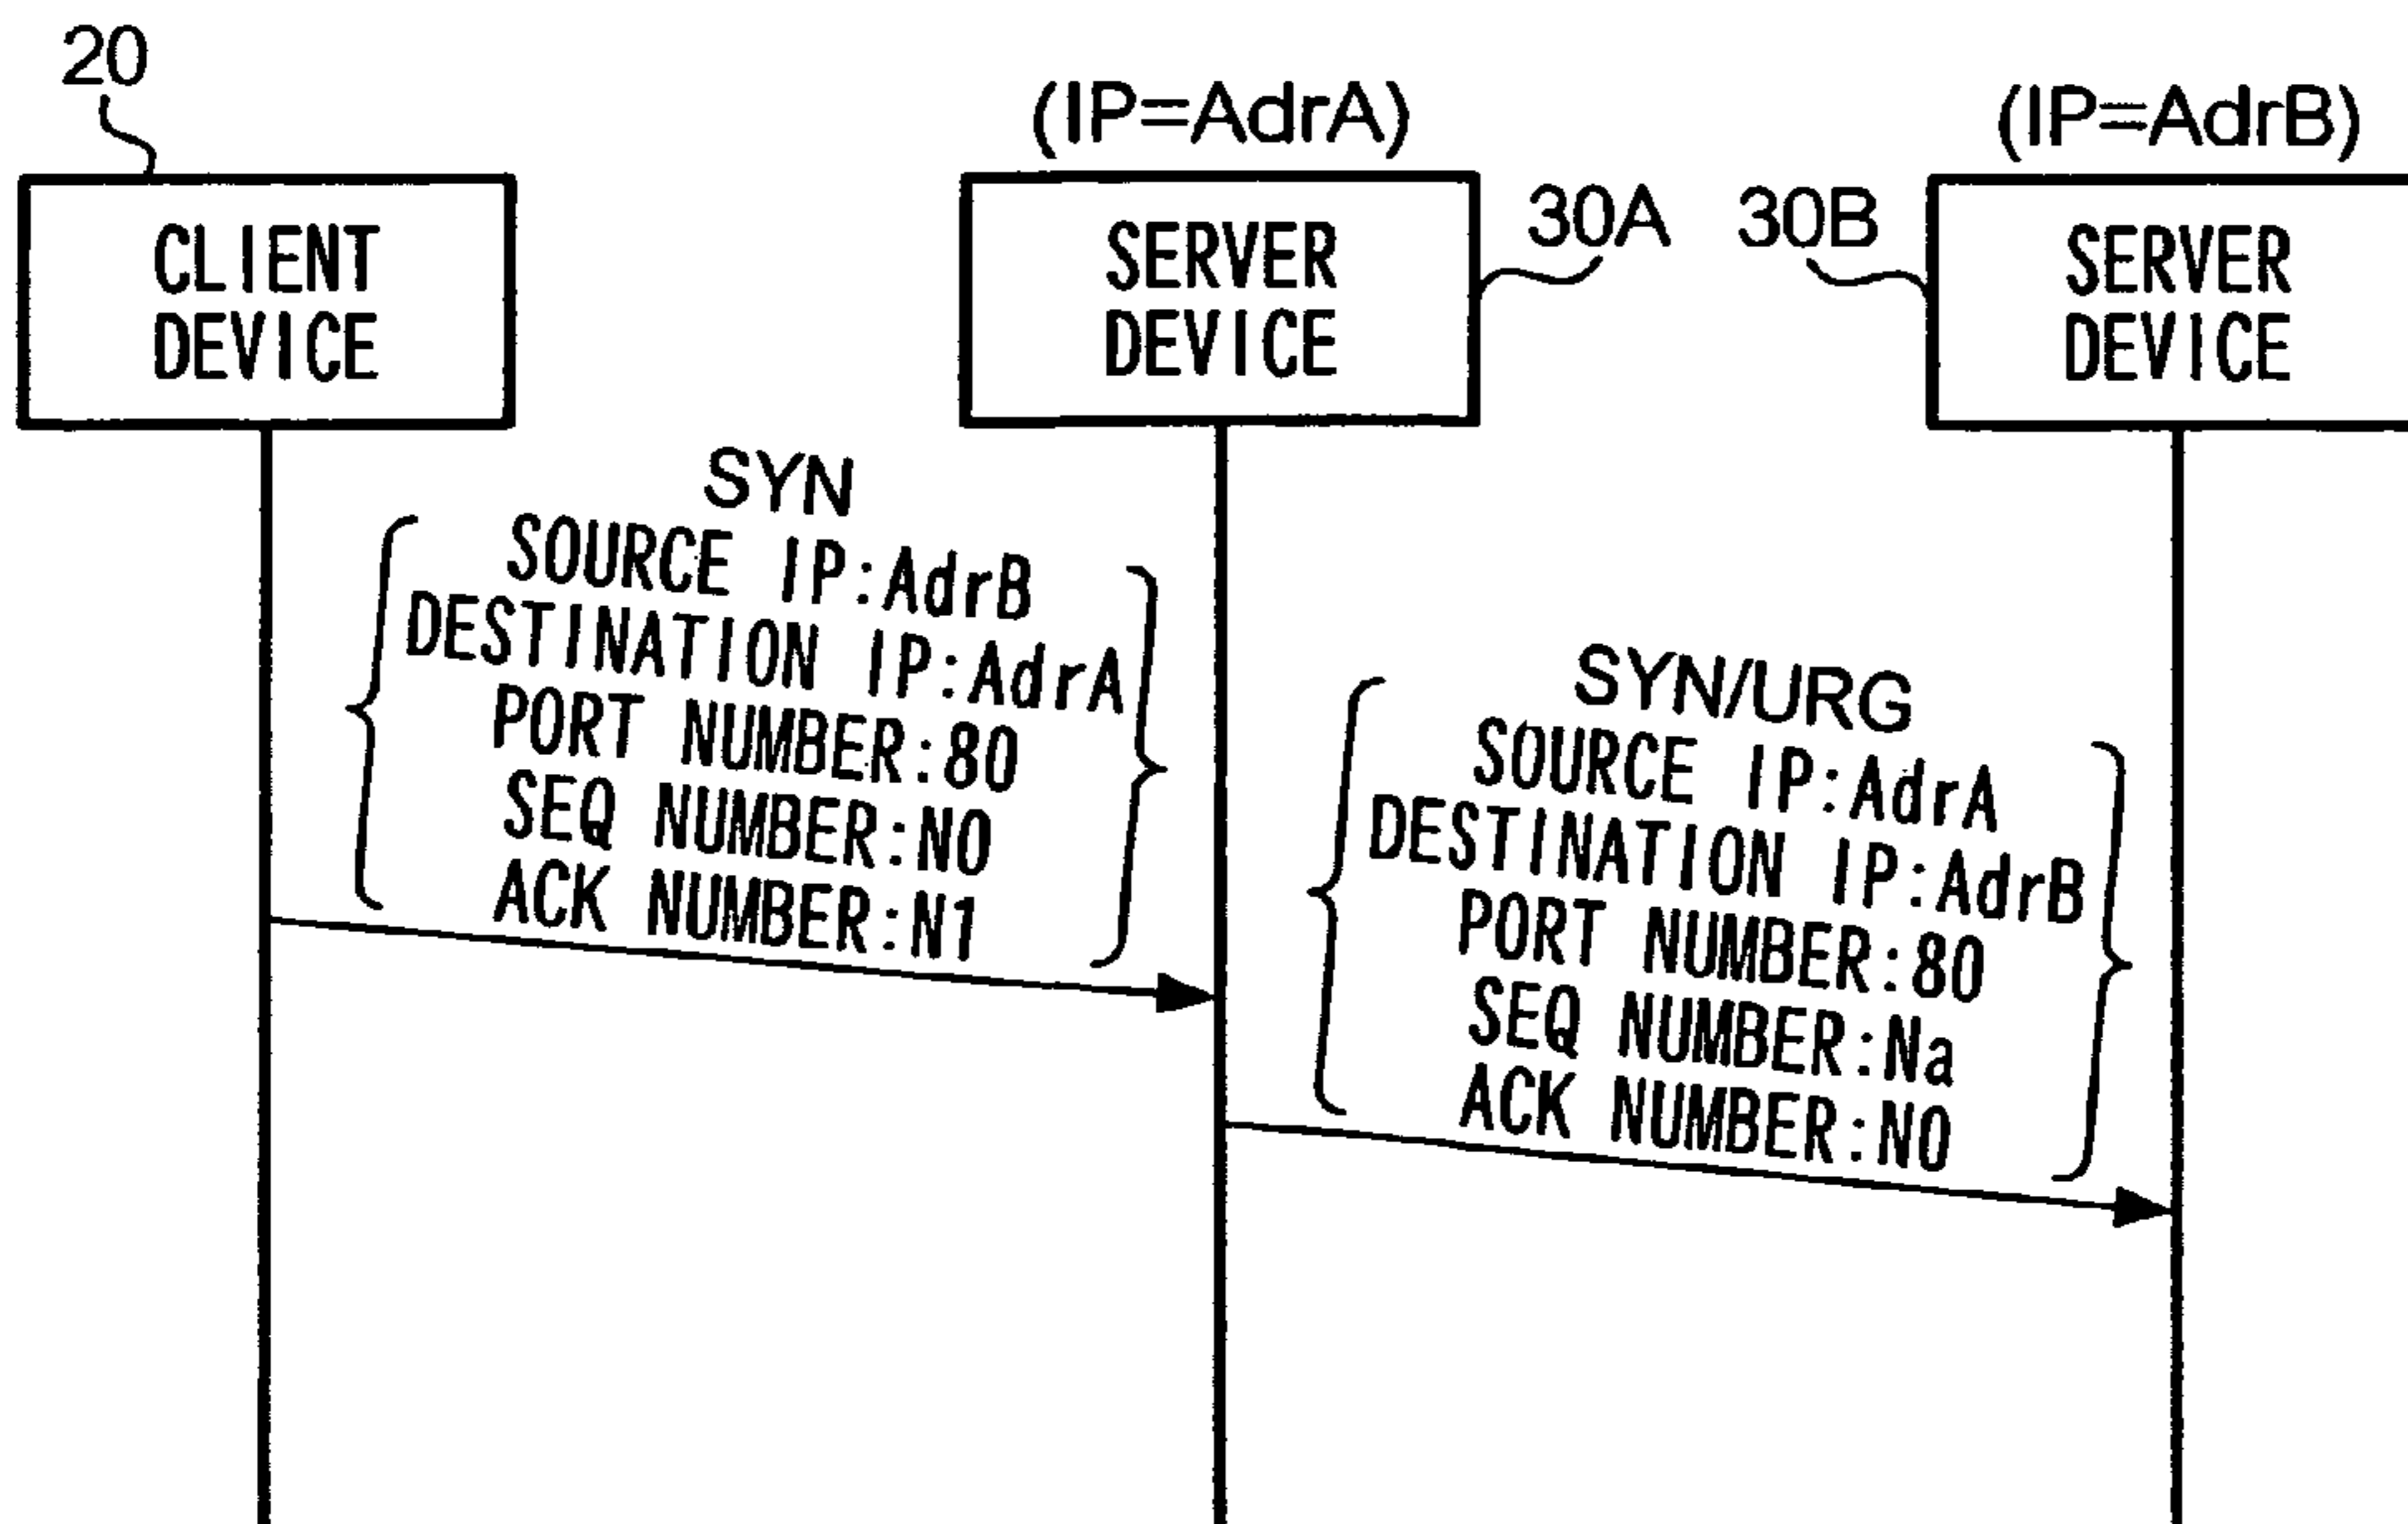 20
(IP=AdrA)
(IP=AdrB)
CLIENT
DEVICE
SERVER
DEVICE
30A
30B
SERVER
DEVICE
SYN
SOURCE IP:AdrB
DESTINATION IP:AdrA
PORT NUMBER:80
SEQ NUMBER:N0
ACK NUMBER:N1
SYN/URG
SOURCE IP:AdrA
DESTINATION IP:AdrB
PORT NUMBER:80
SEQ NUMBER:Na
ACK NUMBER:N0